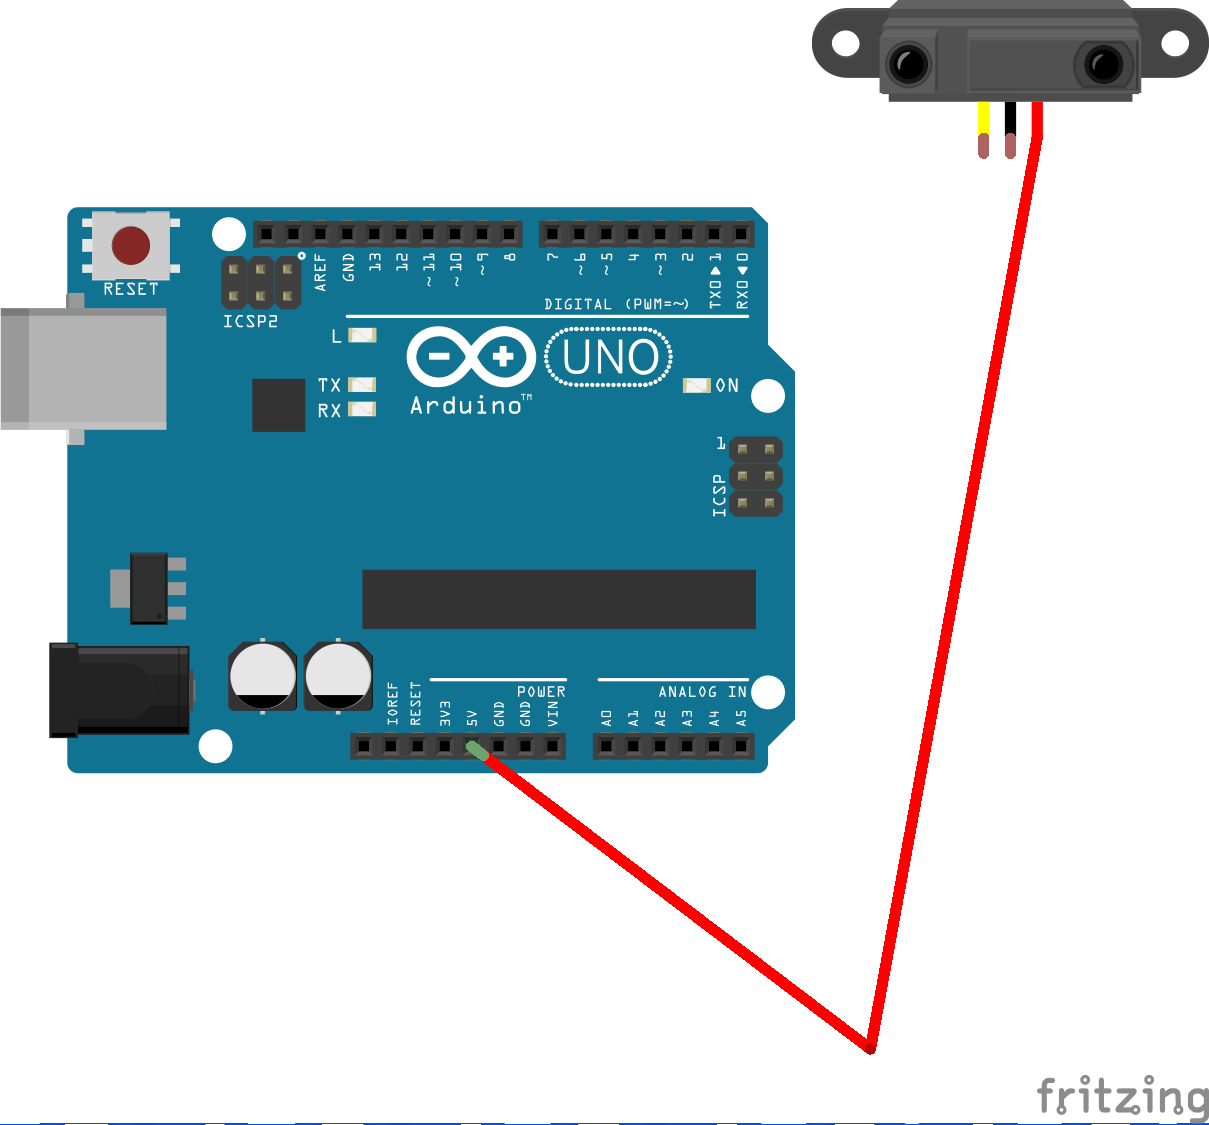 RESET
ICSP2
AREF
GND
13
12
~11
~10
~9
8
7
~6
~5
4
~3
2
TX0▶1
RX0◀0
DIGITAL (PWM=~)
L
TX
RX
UNO
Arduino™
ON
1
ICSP
IOREF
RESET
3V3
5V
GND
GND
VIN
POWER
ANALOG IN
A0
A1
A2
A3
A4
A5
fritzing